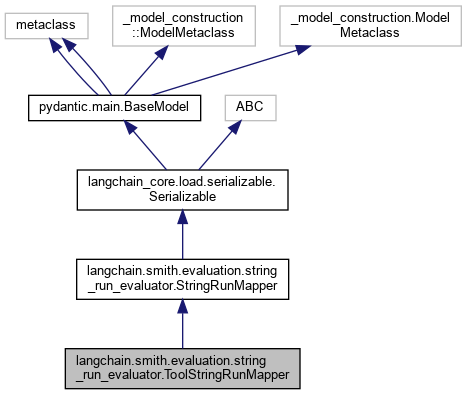 metaclass
_model_construction
::ModelMetaclass
_model_construction.Model
Metaclass
pydantic.main.BaseModel
ABC
langchain_core.load.serializable.
Serializable
langchain.smith.evaluation.string
_run_evaluator.StringRunMapper
langchain.smith.evaluation.string
_run_evaluator.ToolStringRunMapper